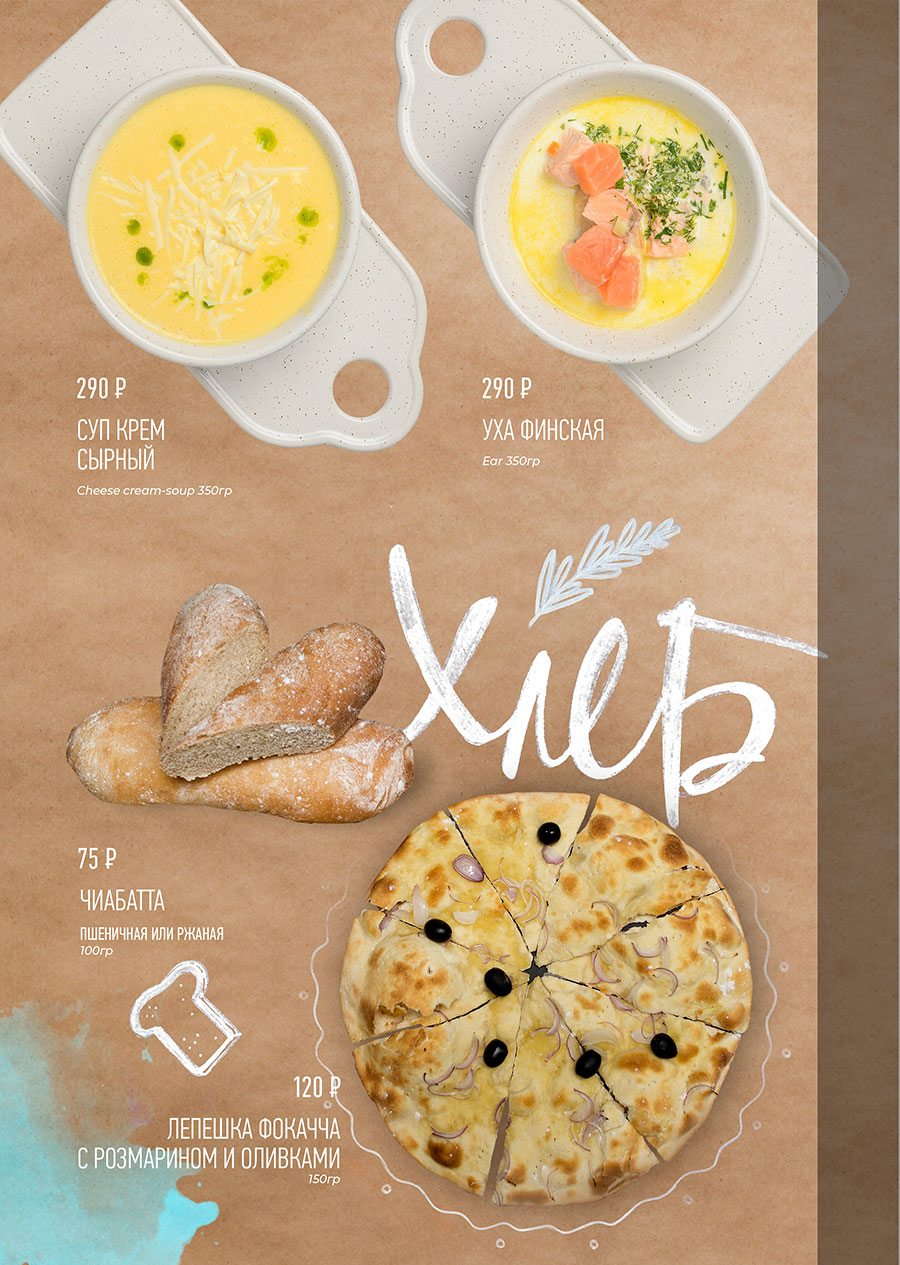 290 ₽
СУП КРЕМ
СЫРНЫЙ
Cheese cream-soup 350гр
290 ₽
УХА ФИНСКАЯ
Ear 350гр
хлеб
75 ₽
ЧИАБАТТА
ПШЕНИЧНАЯ ИЛИ РЖАНАЯ
100гр
120 ₽
ЛЕПЕШКА ФОКАЧЧА
С РОЗМАРИНОМ И ОЛИВКАМИ
150гр